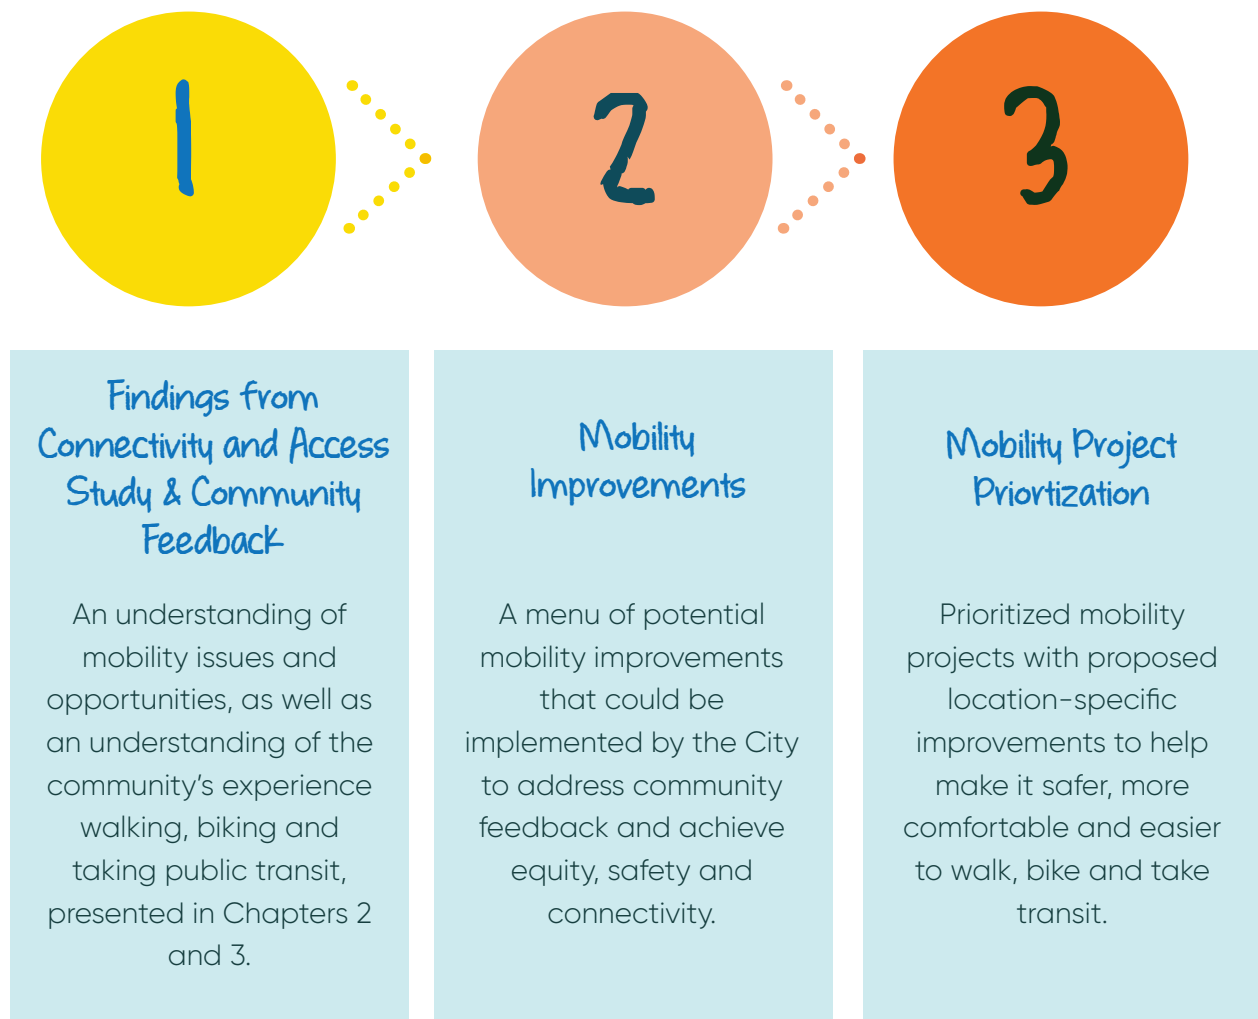 1
2
3
Findings from
Connectivity and Access
Study & Community
Feedback
An understanding of
mobility issues and
opportunities, as well as
an understanding of the
community’s experience
walking, biking and
taking public transit,
presented in Chapters 2
and 3.
Mobility
Improvements
A menu of potential
mobility improvements
that could be
implemented by the City
to address community
feedback and achieve
equity, safety and
connectivity.
Mobility Project
Priortization
Prioritized mobility
projects with proposed
location-specific
improvements to help
make it safer, more
comfortable and easier
to walk, bike and take
transit.